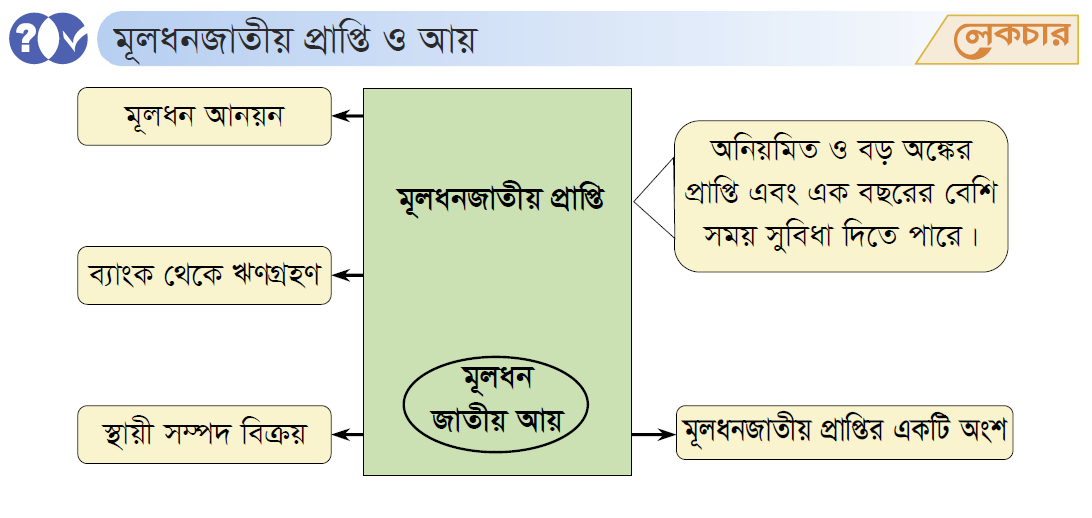 মূলধনজাতীয় প্রাপ্তি ও আয়
লেকচার
মূলধন আনয়ন
মূলধনজাতীয় প্রাপ্তি
অনিয়মিত ও বড় অঙ্কের
প্রাপ্তি এবং এক বছরের বেশি
সময় সুবিধা দিতে পারে।
ব্যাংক থেকে ঋণগ্রহণ
মূলধন
জাতীয় আয়
স্থায়ী সম্পদ বিক্রয়
মূলধনজাতীয় প্রাপ্তির একটি অংশ